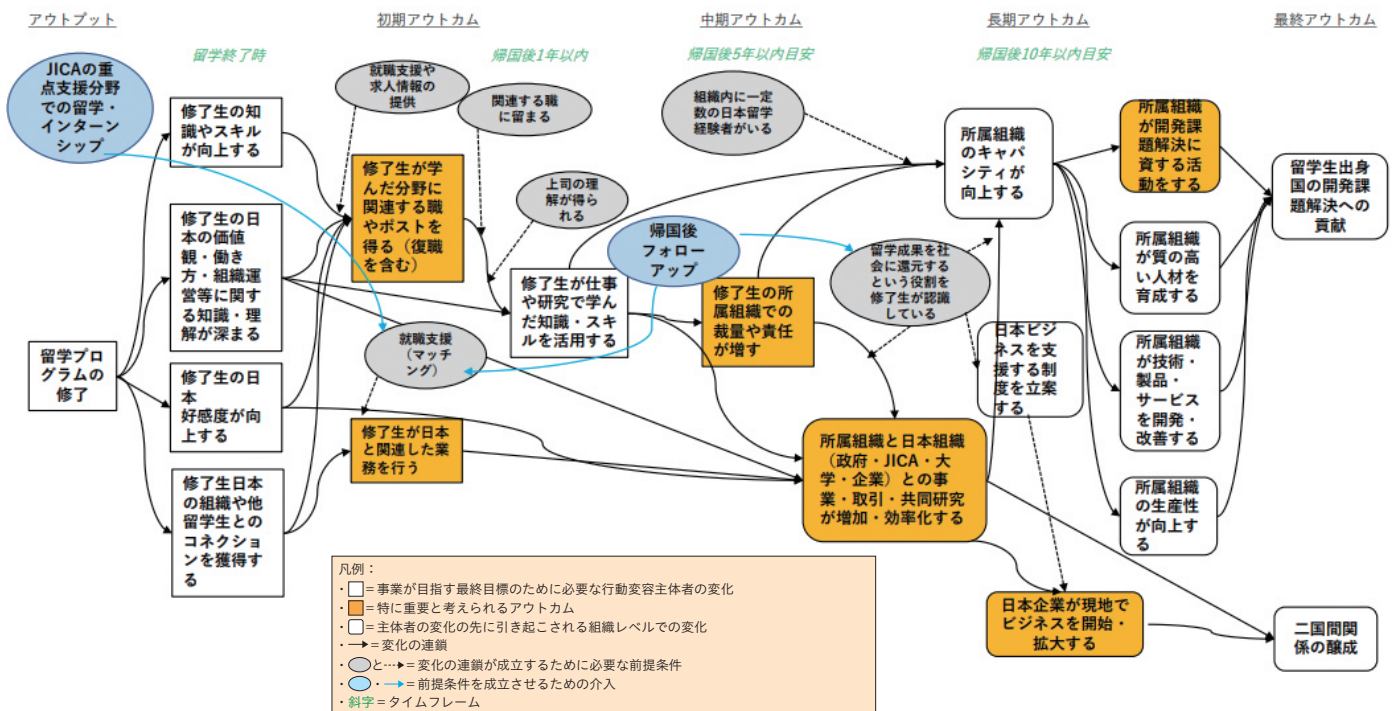 アウトプット
初期アウトカム
中期アウトカム
長期アウトカム
最終アウトカム
留学終了時
帰国後1年以内
帰国後5年以内目安
帰国後10年以内目安
JICAの重
点支援分野
での留学・
インターン
シップ
留学プロ
グラムの
修了
修了生の知
識やスキル
が向上する
修了生の日
本の価値
観・働き
方・組織運
営等に関す
る知識・理
解が深まる
修了生の日
本
好感度が向
上する
修了生日本
の組織や他
留学生との
コネクショ
ンを獲得す
る
就職支援や
求人情報の
提供
関連する職
に留まる
修了生が学
んだ分野に
関連する職
やポストを
得る（復職
を含む）
上司の理
解が得ら
れる
就職支援
（マッチ
ング）
修了生が日本
と関連した業
務を行う
修了生が仕事
や研究で学ん
だ知識・スキ
ルを活用する
帰国後
フォロー
アップ
組織内に一定
数の日本留学
経験者がいる
修了生の所
属組織での
裁量や責任
が増す
留学成果を社
会に還元する
という役割を
修了生が認識
している
所属組織と日本組織
（政府・JICA・大
学・企業）との事
業・取引・共同研究
が増加・効率化する
所属組織
のキャパ
シティが
向上する
日本ビジネスを支
援する制
度を立案
する
所属組織
が開発課
題解決に
資する活
動をする
所属組織
が質の高
い人材を
育成する
所属組織
が技術・
製品・
サービス
を開発・
改善する
所属組織
の生産性
が向上す
る
日本企業が現地で
ビジネスを開始・
拡大する
留学生出身
国の開発課
題解決への
貢献
二国間関
係の醸成
凡例：
・□＝事業が目指す最終目標のために必要な行動変容主体者の変化
・■＝特に重要と考えられるアウトカム
・▢＝主体者の変化の先に引き起こされる組織レベルでの変化
・→＝変化の連鎖
・と＝変化の連鎖が成立するために必要な前提条件
・・＝前提条件を成立させるための介入
・斜字＝タイムフレーム